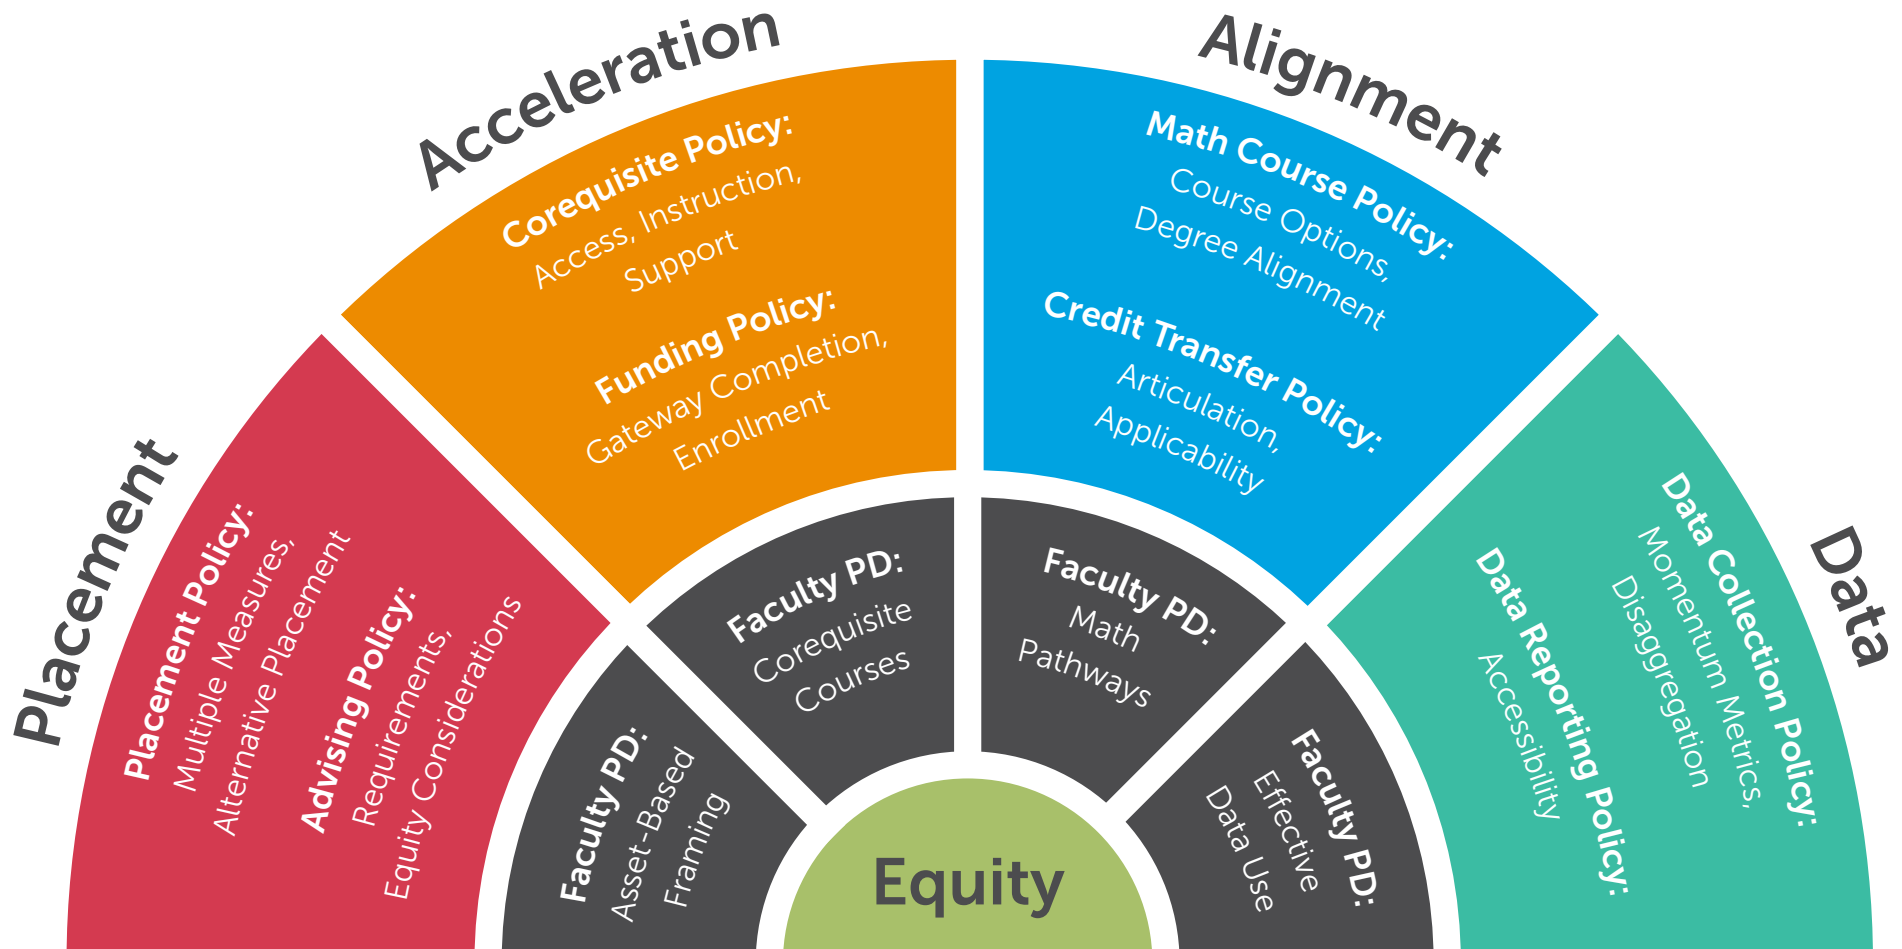 Placement
Placement Policy:
Multiple Measures,
Alternative Placement
Advising Policy:
Requirements,
Equity Considerations
Faculty PD:
Asset-Based
Framing
Acceleration
Corequisite Policy:
Access, Instruction,
Support
Funding Policy:
Gateway Completion,
Enrollment
Faculty PD:
Corequisite
Courses
Alignment
Math Course Policy:
Course Options,
Degree Alignment
Credit Transfer Policy:
Articulation,
Applicability
Faculty PD:
Math
Pathways
Data
Data Collection Policy:
Momentum Metrics,
Disaggregation
Data Reporting Policy:
Accessibility
Faculty PD:
Effective
Data Use
Equity